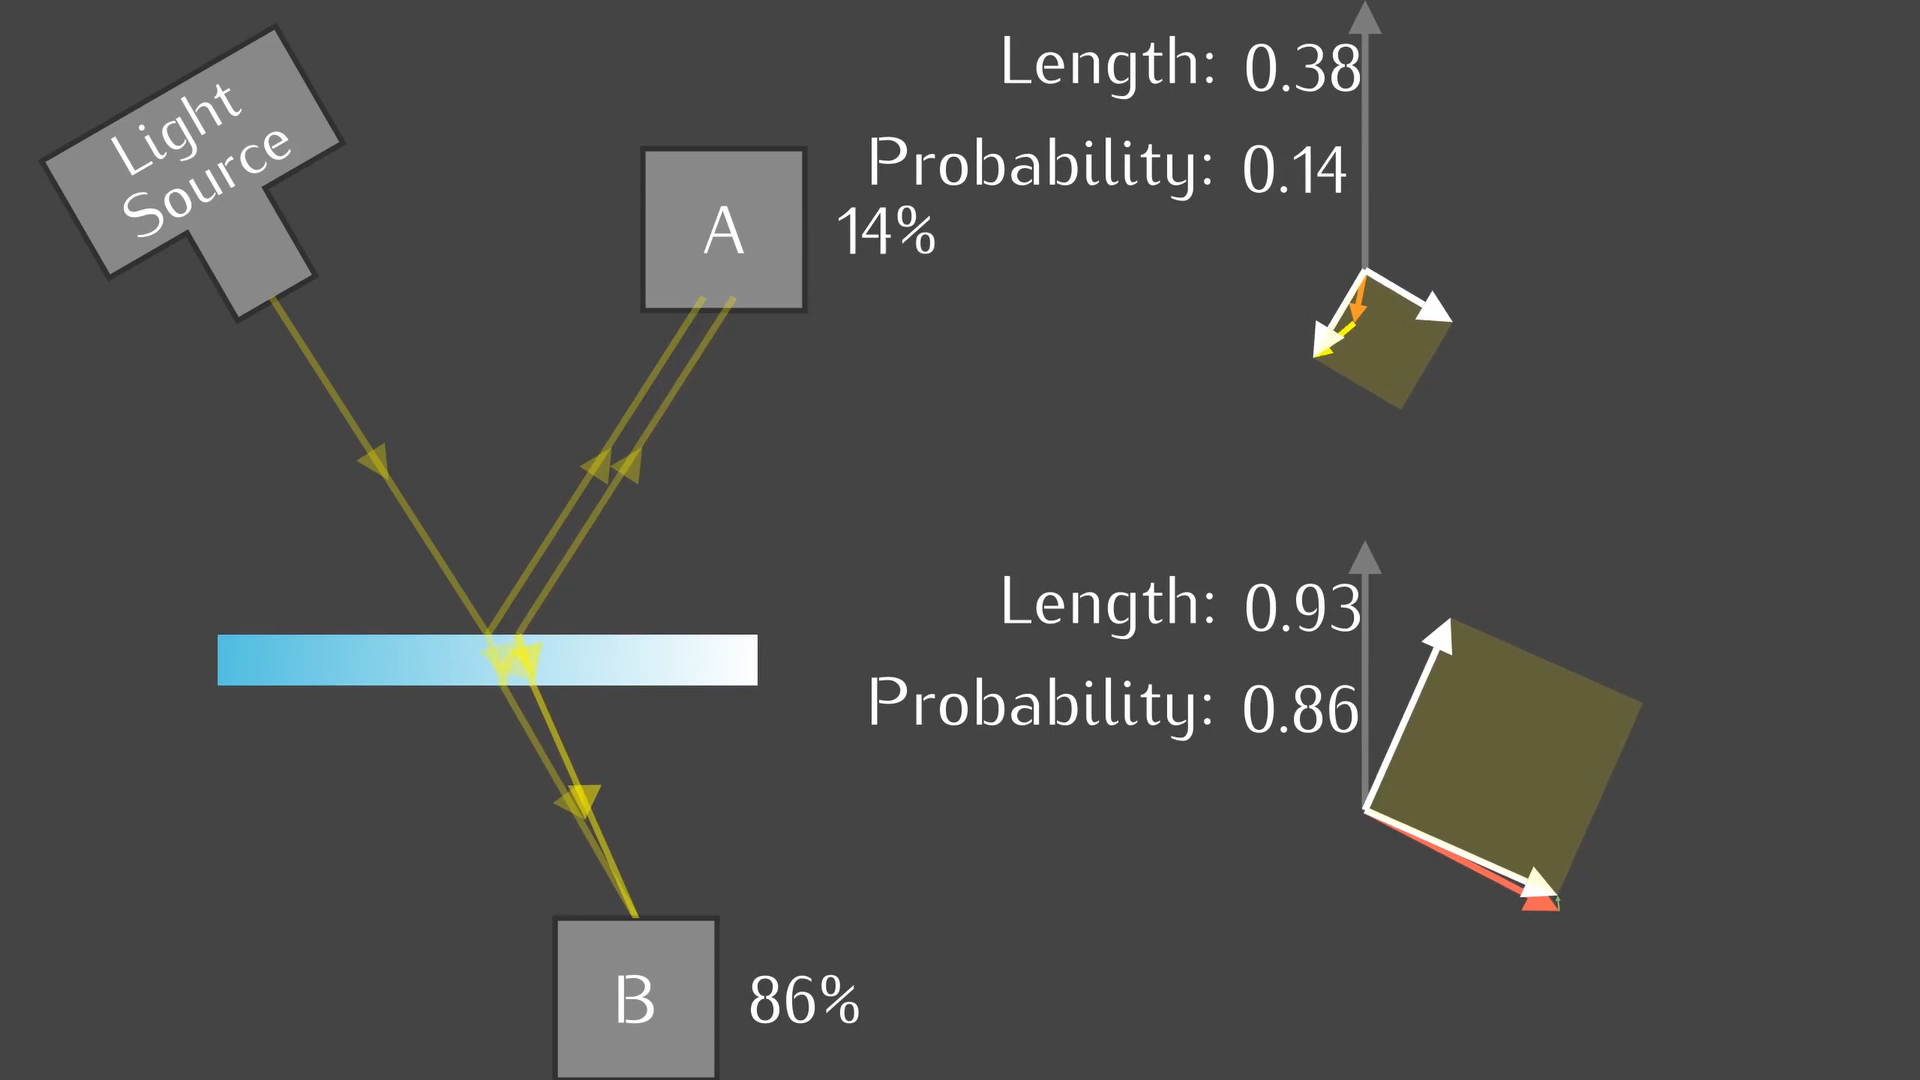 Light
Source
A
14%
Length: 0.38
Probability: 0.14
Length: 0.93
Probability: 0.86
B
86%